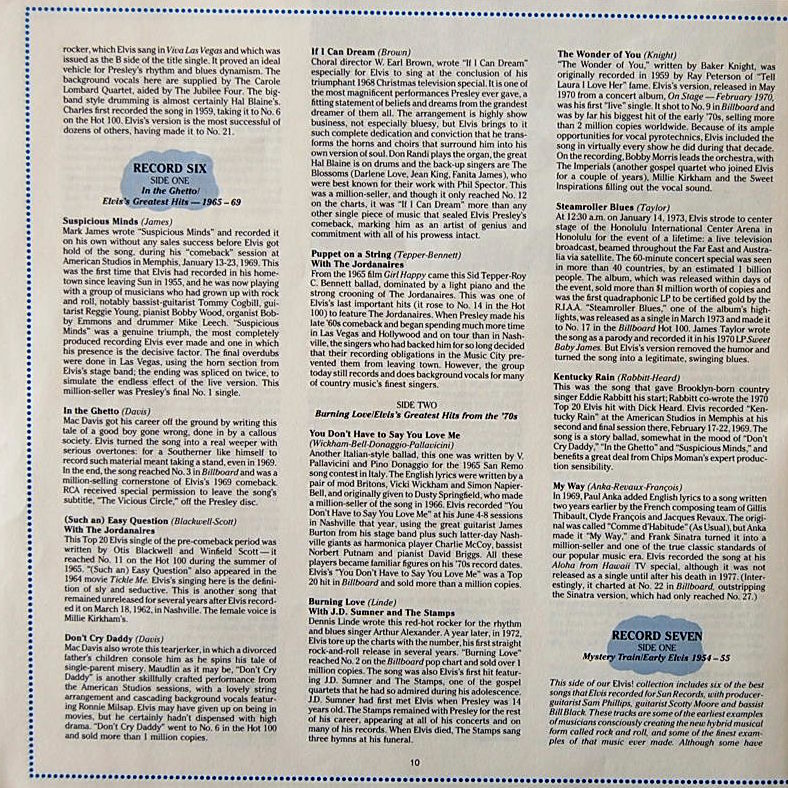 rocker, which Elvis sang in Viva Las Vegas and which was
issued as the B side of the title single. It proved an ideal
vehicle for Presley's rhythm and blues dynamism. The
background vocals here are supplied by The Carole
Lombard Quartet, aided by The Jubilee Four. The big-
band style drumming is almost certainly Hal Blaine's. Ray
Charles first recorded the song in 1959, taking it to No. 6
on the Hot 100. Elvis's version is the most successful of
dozens of others, having made it to No. 21.
RECORD SIX
SIDE ONE
In the Ghetto/
Elvis's Greatest Hits — 1965-69
Suspicious Minds (James)
Mark James wrote "Suspicious Minds" and recorded it
on his own without any sales success before Elvis got
hold of the song, during his "comeback" session at
American Studios in Memphis, January 13-23, 1969. This
was the first time that Elvis had recorded in his home-
town since leaving Sun in 1955, and he was now playing
with a group of musicians who had grown up with rock
and roll, notably bassist-guitarist Tommy Cogbill, gui-
tarist Reggie Young, pianist Bobby Wood, organist Bob-
by Emmons and drummer Mike Leech. "Suspicious
Minds" was a genuine triumph, the most completely
produced recording Elvis ever made and one in which
his presence is the decisive factor. The final overdubs
were done in Las Vegas, using the horn section from
Elvis's stage band; the ending was spliced on twice, to
simulate the endless effect of the live version. This
million-seller was Presley's final No. 1 single.
In the Ghetto (Davis)
Mac Davis got his career off the ground by writing this
tale of a good boy gone wrong, done in by a callous
society. Elvis turned the song into a real weeper with
serious overtones: for a Southerner like himself to
record such material meant taking a stand, even in 1969.
In the end, the song reached No. 3 in Billboard and was a
million-selling cornerstone of Elvis's 1969 comeback.
RCA received special permission to leave the song's
subtitle, "The Vicious Circle," off the Presley disc.
(Such an) Easy Question (Blackwell-Scott)
With The Jordanaires
This Top 20 Elvis single of the pre-comeback period was
written by Otis Blackwell and Winfield Scott — it
reached No. 11 on the Hot 100 during the summer of
1965. "(Such an) Easy Question" also appeared in the
1964 movie Tickle Me. Elvis's singing here is the defini-
tion of sly and seductive. This is another song that
remained unreleased for several years after Elvis record-
ed it on March 18, 1962, in Nashville. The female voice is
Millie Kirkham's.
Don't Cry Daddy (Davis)
Mac Davis also wrote this tearjerker, in which a divorced
father's children console him as he spins his tale of
single-parent misery. Maudlin as it may be, "Don't Cry
Daddy" is another skillfully crafted performance from
the American Studios sessions, with a lovely string
arrangement and cascading background vocals featur-
ing Ronnie Milsap. Elvis may have given up on being in
movies, but he certainly hadn't dispensed with high
drama. "Don't Cry Daddy" went to No. 6 in the Hot 100
and sold more than 1 million copies.
If I Can Dream (Brown)
Choral director W. Earl Brown, wrote "If I Can Dream"
especially for Elvis to sing at the conclusion of his
triumphant 1968 Christmas television special. It is one of
the most magnificent performances Presley ever gave, a
fitting statement of beliefs and dreams from the grandest
dreamer of them all. The arrangement is highly show
business, not especially bluesy, but Elvis brings to it
such complete dedication and conviction that he trans-
forms the horns and choirs that surround him into his
own version of soul. Don Randi plays the organ, the great
Hal Blaine is on drums and the back-up singers are The
Blossoms (Darlene Love, Jean King, Fanita James), who
were best known for their work with Phil Spector. This
was a million-seller, and though it only reached No. 12
on the charts, it was "If I Can Dream" more than any
other single piece of music that sealed Elvis Presley's
comeback, marking him as an artist of genius and
commitment with all of his prowess intact.
Puppet on a String (Tepper-Bennett)
With The Jordanaires
From the 1965 film Girl Happy came this Sid Tepper-Roy
C. Bennett ballad, dominated by a light piano and the
strong crooning of The Jordanaires. This was one of
Elvis's last important hits (it rose to No. 14 in the Hot
100) to feature The Jordanaires. When Presley made his
late '60s comeback and began spending much more time
in Las Vegas and Hollywood and on tour than in Nash-
ville, the singers who had backed him for so long decided
that their recording obligations in the Music City pre-
vented them from leaving town. However, the group
today still records and does background vocals for many
of country music's finest singers.
SIDE TWO
Burning Love/Elvis's Greatest Hits from the '70s
You Don't Have to Say You Love Me
(Wickham-Bell-Donaggio-Pallavicini)
Another Italian-style ballad, this one was written by V.
Pallavicini and Pino Donaggio for the 1965 San Remo
song contest in Italy. The English lyrics were written by a
pair of mod Britons, Vicki Wickham and Simon Napier-
Bell, and originally given to Dusty Springfield, who made
a million-seller of the song in 1966. Elvis recorded "You
Don't Have to Say You Love Me" at his June 4-8 sessions
in Nashville that year, using the great guitarist James
Burton from his stage band plus such latter-day Nash-
ville giants as harmonica player Charlie McCoy, bassist
Norbert Putnam and pianist David Briggs. All these
players became familiar figures on his '70s record dates.
Elvis's "You Don't Have to Say You Love Me" was a Top
20 hit in Billboard and sold more than a million copies.
Burning Love (Linde)
With J.D. Sumner and The Stamps
Dennis Linde wrote this red-hot rocker for the rhythm
and blues singer Arthur Alexander. A year later, in 1972,
Elvis tore up the charts with the number, his first straight
rock-and-roll release in several years. "Burning Love"
reached No. 2 on the Billboard pop chart and sold over 1
million copies. The song was also Elvis's first hit featur-
ing J.D. Sumner and The Stamps, one of the gospel
quartets that he had so admired during his adolescence.
J.D. Sumner had first met Elvis when Presley was 14
years old. The Stamps remained with Presley for the rest
of his career, appearing at all of his concerts and on
many of his records. When Elvis died, The Stamps sang
three hymns at his funeral.
The Wonder of You (Knight)
"The Wonder of You," written by Baker Knight, was
originally recorded in 1959 by Ray Peterson of "Tell
Laura I Love Her" fame. Elvis's version, released in May
1970 from a concert album, On Stage — February 1970,
was his first "live" single. It shot to No. 9 in Billboard and
was by far his biggest hit of the early '70s, selling more
than 2 million copies worldwide. Because of its ample
opportunities for vocal pyrotechnics, Elvis included the
song in virtually every show he did during that decade.
On the recording, Bobby Morris leads the orchestra, with
The Imperials (another gospel quartet who joined Elvis
for a couple of years), Millie Kirkham and the Sweet
Inspirations filling out the vocal sound.
Steamroller Blues (Taylor)
At 12:30 a.m. on January 14, 1973, Elvis strode to center
stage of the Honolulu International Center Arena in
Honolulu for the event of a lifetime: a live television
broadcast, beamed throughout the Far East and Austra-
lia via satellite. The 60-minute concert special was seen
in more than 40 countries, by an estimated 1 billion
people. The album, which was released within days of
the event, sold more than $1 million worth of copies and
was the first quadraphonic LP to be certified gold by the
R.I.A.A. "Steamroller Blues," one of the album's high-
lights, was released as a single in March 1973 and made it
to No. 17 in the Billboard Hot 100. James Taylor wrote
the song as a parody and recorded it in his 1970 LP Sweet
Baby James. But Elvis's version removed the humor and
turned the song into a legitimate, swinging blues.
Kentucky Rain (Rabbitt-Heard)
This was the song that gave Brooklyn-born country
singer Eddie Rabbitt his start; Rabbitt co-wrote the 1970
Top 20 Elvis hit with Dick Heard. Elvis recorded "Ken-
tucky Rain" at the American Studios in Memphis at his
second and final session there, February 17-22, 1969. The
song is a story ballad, somewhat in the mood of "Don't
Cry Daddy," "In the Ghetto" and "Suspicious Minds," and
benefits a great deal from Chips Moman's expert produc-
tion sensibility.
My Way (Anka-Revaux-François)
In 1969, Paul Anka added English lyrics to a song written
two years earlier by the French composing team of Gillis
Thibault, Clyde François and Jacques Revaux. The origi-
nal was called "Comme d'Habitude" (As Usual), but Anka
made it "My Way," and Frank Sinatra turned it into a
million-seller and one of the true classic standards of
our popular music era. Elvis recorded the song at his
Aloha from Hawaii TV special, although it was not
released as a single until after his death in 1977. (Inter-
estingly, it charted at No. 22 in Billboard, outstripping
the Sinatra version, which had only reached No. 27.)
RECORD SEVEN
SIDE ONE
Mystery Train/Early Elvis 1954-55
This side of our Elvis! collection includes six of the best
songs that Elvis recorded for Sun Records, with producer-
guitarist Sam Phillips, guitarist Scotty Moore and bassist
Bill Black. These tracks are some of the earliest examples
of musicians consciously creating the new hybrid musical
form called rock and roll, and some of the finest exam-
ples of that music ever made. Although some have
10